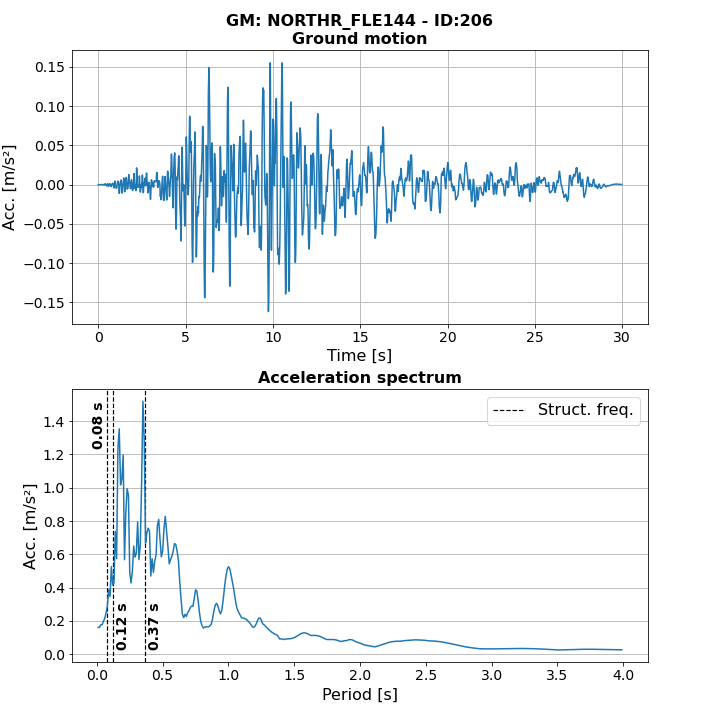 GM: NORTHR_FLE144 - ID:206
Ground motion
0.15
0.10
0.05
0.00
−0.05
−0.10
−0.15
Acc. [m/s²]
0 5 10 15 20 25 30
Time [s]
Acceleration spectrum
1.4
1.2
1.0
0.8
0.6
0.4
0.2
0.0
Acc. [m/s²]
0.08 s
0.12 s
0.37 s
Struct. freq.
0.0 0.5 1.0 1.5 2.0 2.5 3.0 3.5 4.0
Period [s]